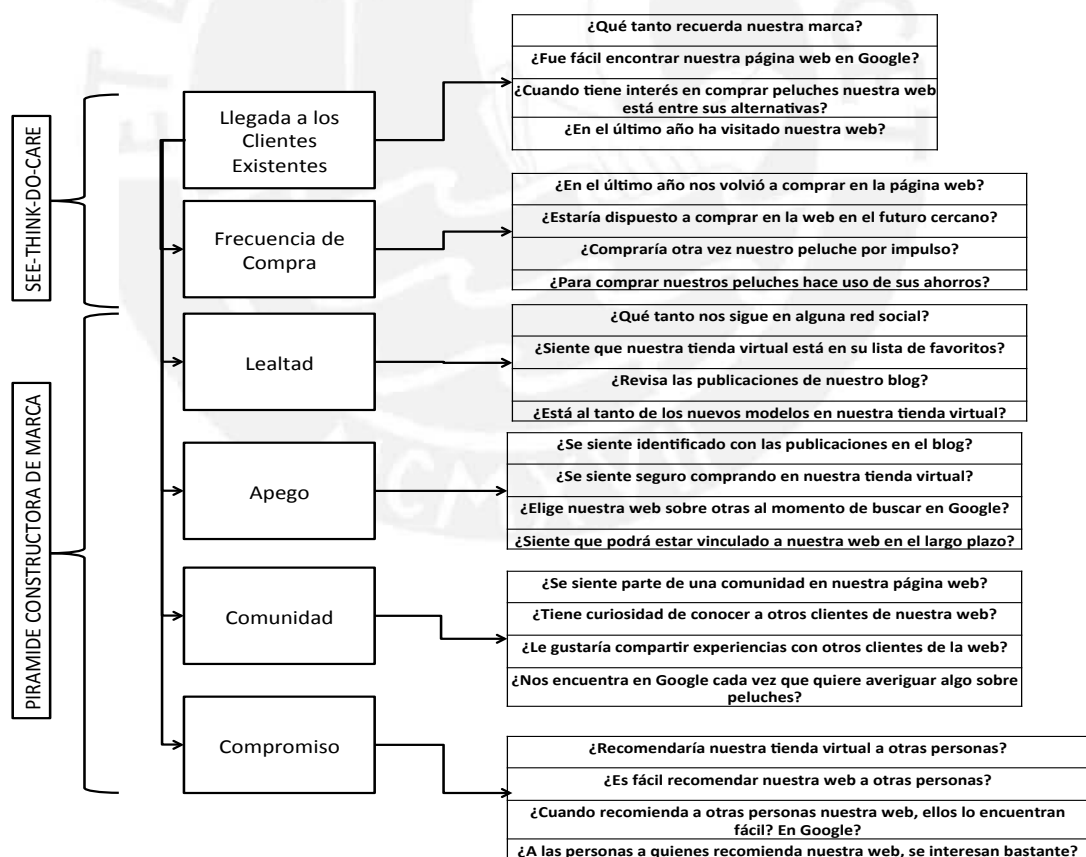 SEE-THINK-DO-CARE
Llegada a los
Clientes
Existentes
¿Qué tanto recuerda nuestra marca?
¿Fue fácil encontrar nuestra página web en Google?
¿Cuando tiene interés en comprar peluches nuestra web
está entre sus alternativas?
¿En el último año ha visitado nuestra web?
Frecuencia de
Compra
¿En el último año nos volvió a comprar en la página web?
¿Estaría dispuesto a comprar en la web en el futuro cercano?
¿Compraría otra vez nuestro peluche por impulso?
¿Para comprar nuestros peluches hace uso de sus ahorros?
PIRAMIDE CONSTRUCTORA DE MARCA
Lealtad
¿Qué tanto nos sigue en alguna red social?
¿Siente que nuestra tienda virtual está en su lista de favoritos?
¿Revisa las publicaciones de nuestro blog?
¿Está al tanto de los nuevos modelos en nuestra tienda virtual?
Apego
¿Se siente identificado con las publicaciones en el blog?
¿Se siente seguro comprando en nuestra tienda virtual?
¿Elige nuestra web sobre otras al momento de buscar en Google?
¿Siente que podrá estar vinculado a nuestra web en el largo plazo?
Comunidad
¿Se siente parte de una comunidad en nuestra página web?
¿Tiene curiosidad de conocer a otros clientes de nuestra web?
¿Le gustaría compartir experiencias con otros clientes de la web?
¿Nos encuentra en Google cada vez que quiere averiguar algo sobre
peluches?
Compromiso
¿Recomendaría nuestra tienda virtual a otras personas?
¿Es fácil recomendar nuestra web a otras personas?
¿Cuando recomienda a otras personas nuestra web, ellos lo encuentran
fácil? En Google?
¿A las personas a quienes recomienda nuestra web, se interesan bastante?